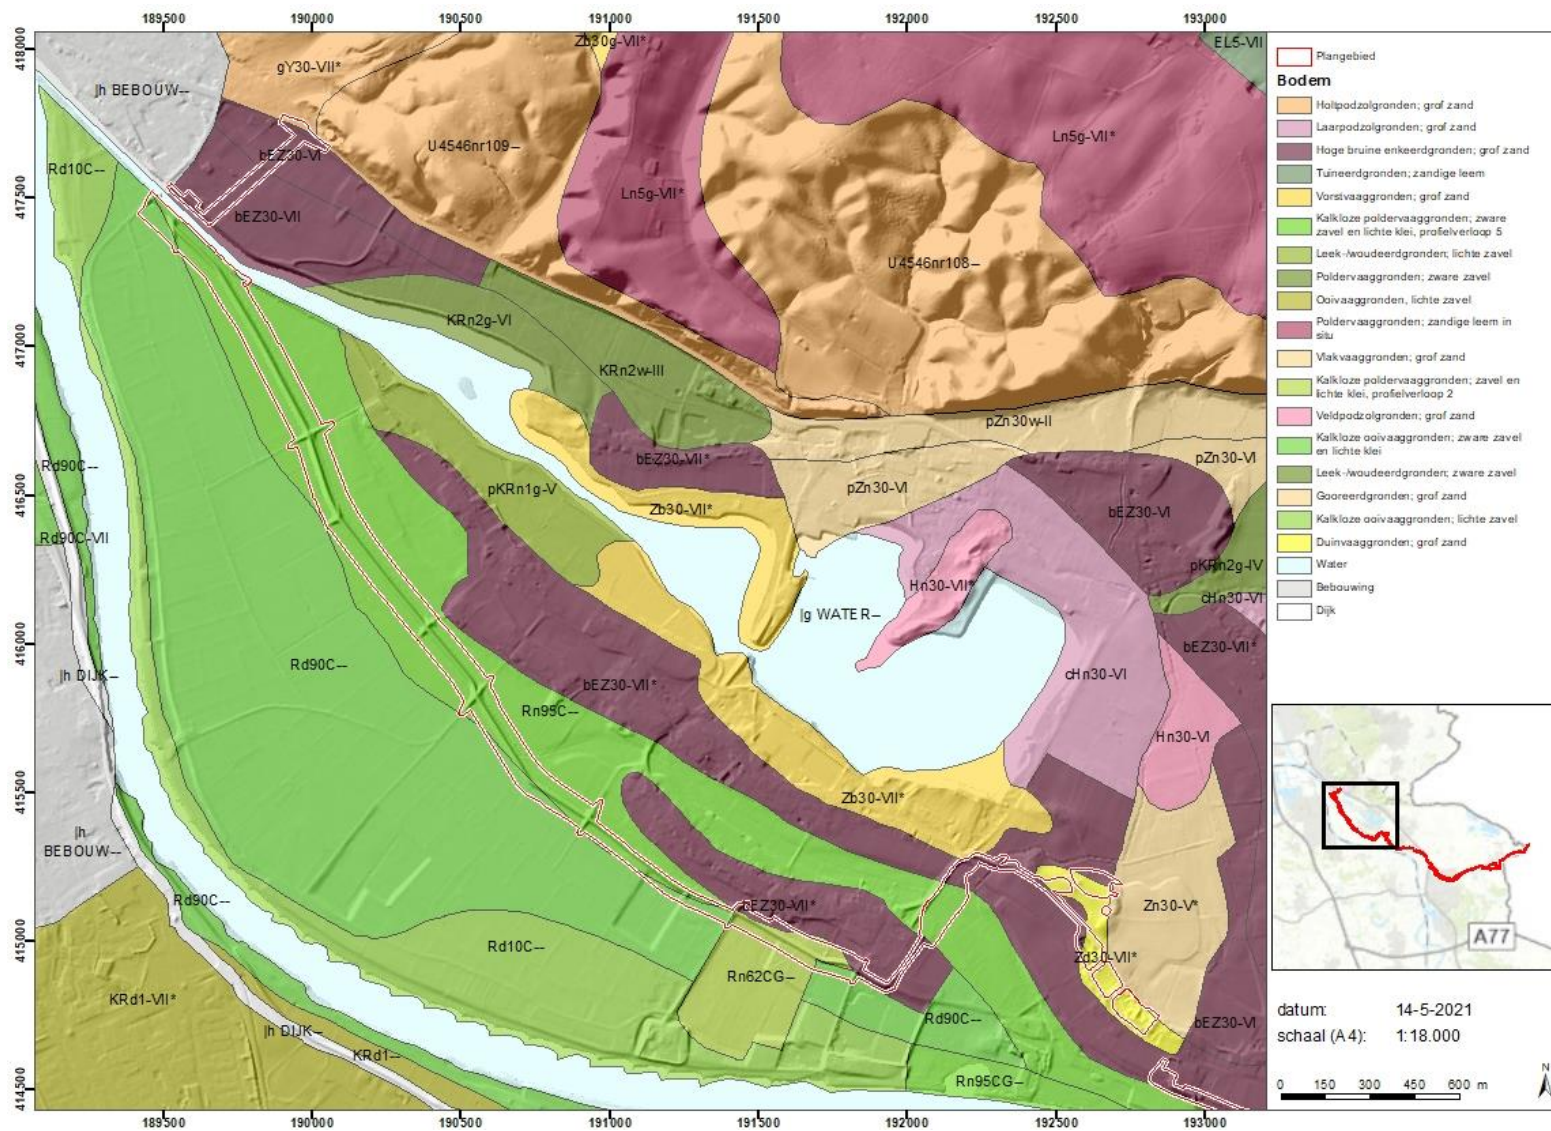 189500 190000 190500 191000 191500 192000 192500 193000
418000
417500
417000
416500
416000
415500
415000
414500
Zb30g-VII*
EL5-VII
gY30-VII*
|h BEBOUW--
U4546nr109--
Ln5g-VII*
bEZ30-VI
Rd10C--
Ln5g-VII*
bEZ30-VII
U4546nr108--
KRn2g-VI
KRn2w-III
pZn30w-II
bEZ30-VII*
pZn30-VI
Rd90C--
pKRn1g-V
pZn30-VI
Zb30-VII*
bEZ30-VI
Rd90C-VII
pKRn2g-IV
Hn30-VII*
cHn30-VI
|g WATER--
bEZ30-VII*
Rd90C--
|h DIJK--
bEZ30-VII*
cHn30-VI
Rn95C--
Hn30-VI
Zb30-VII*
|h
BEBOUW--
Rd90C--
bEZ30-VII*
Zn30-V*
Rd10C--
Zd30-VII*
Rn62CG--
KRd1-VII*
Rd90C--
bEZ30-VI
|h DIJK--
KRd1--
Rn95CG--
189500 190000 190500 191000 191500 192000 192500 193000
Plangebied
Bodem
Holtpodzolgronden; grof zand
Laarpodzolgronden; grof zand
Hoge bruine enkeerdgronden; grof zand
Tuineerdgronden; zandige leem
Vorstvaaggronden; grof zand
Kalkloze poldervaaggronden; zware
zavel en lichte klei, profielverloop 5
Leek-/woudeerdgronden; lichte zavel
Poldervaaggronden; zware zavel
Ooivaaggronden, lichte zavel
Poldervaaggronden; zandige leem in
situ
Vlakvaaggronden; grof zand
Kalkloze poldervaaggronden; zavel en
lichte klei, profielverloop 2
Veldpodzolgronden; grof zand
Kalkloze ooivaaggronden; zware zavel
en lichte klei
Leek-/woudeerdgronden; zware zavel
Gooreerdgronden; grof zand
Kalkloze ooivaaggronden; lichte zavel
Duinvaaggronden; grof zand
Water
Bebouwing
Dijk
A77
datum: 14-5-2021
schaal (A4): 1:18.000
N
0 150 300 450 600 m